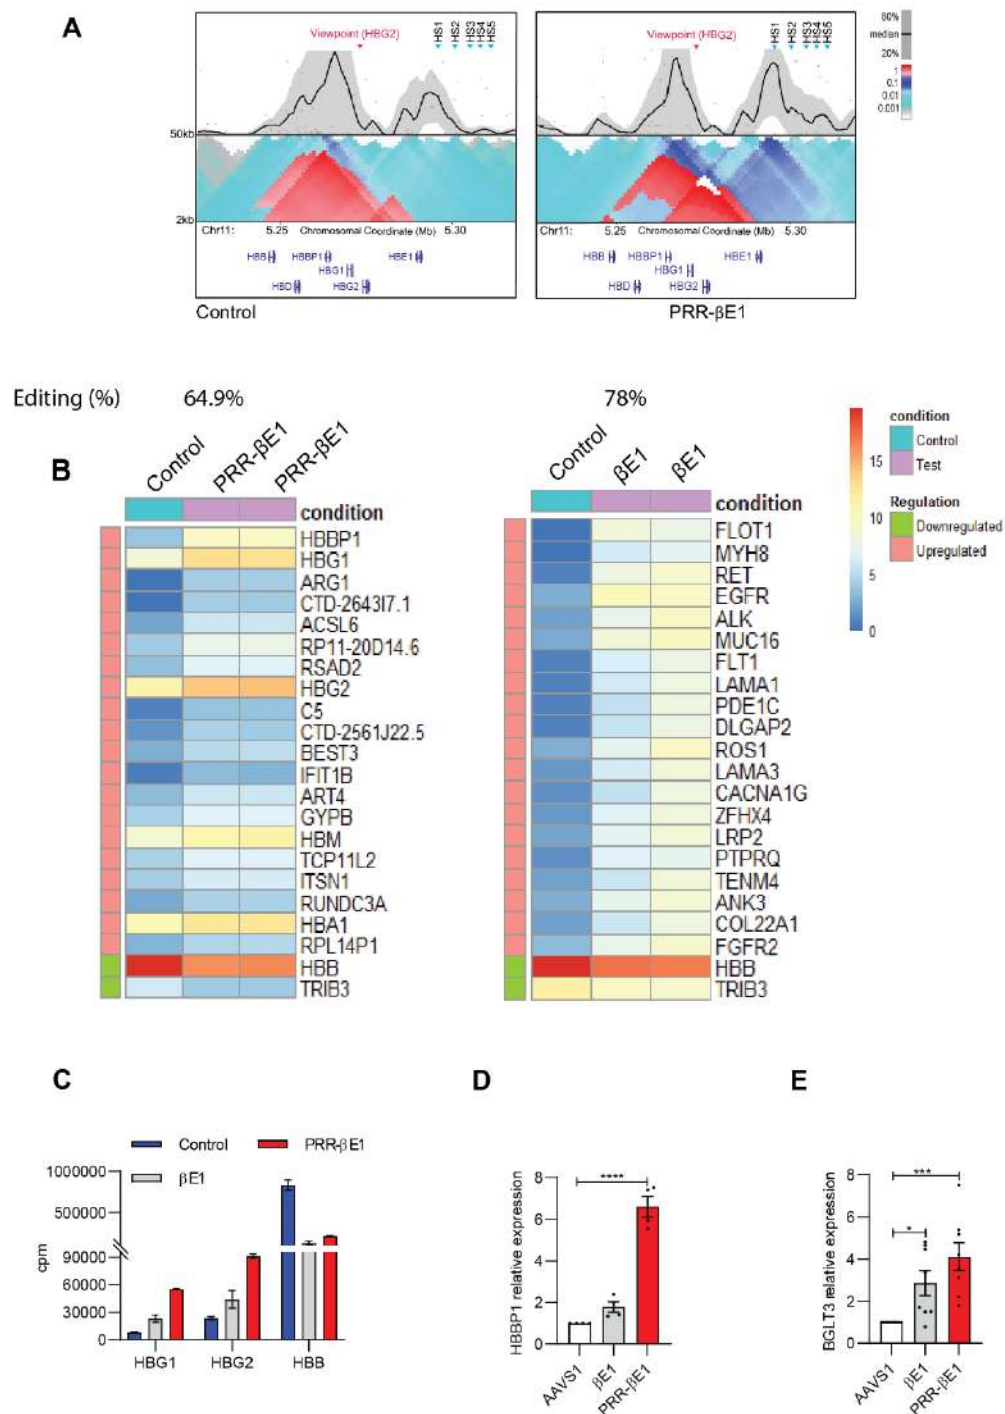 A
Viewpoint (HBG2)
HS1
HS2
HS3
HS4
HS5
Viewpoint (HBG2)
HS1
HS2
HS3
HS4
HS5
80%
median
20%
1
0.1
0.01
0.001
50kb
2kb
Chr11: 5.25 Chromosomal Coordinate (Mb) 5.30
Chr11: 5.25 Chromosomal Coordinate (Mb) 5.30
HBB HBBP1 HBE1
HBG1
HBD HBG2
HBB HBBP1 HBE1
HBG1
HBD HBG2
Control
PRR-βE1
Editing (%) 64.9% 78%
B
Control
PRR-βE1
PRR-βE1
condition
HBBP1
HBG1
ARG1
CTD-2643I7.1
ACSL6
RP11-20D14.6
RSAD2
HBG2
C5
CTD-2561J22.5
BEST3
IFIT1B
ART4
GYPB
HBM
TCP11L2
ITSN1
RUNDC3A
HBA1
RPL14P1
HBB
TRIB3
Control
βE1
βE1
condition
FLOT1
MYH8
RET
EGFR
ALK
MUC16
FLT1
LAMA1
PDE1C
DLGAP2
ROS1
LAMA3
CACNA1G
ZFHX4
LRP2
PTPRQ
TENM4
ANK3
COL22A1
FGFR2
HBB
TRIB3
15
10
5
0
condition
Control
Test
Regulation
Downregulated
Upregulated
C
Control PRR-βE1
βE1
cpm
1000000
500000
90000
60000
30000
0
HBG1 HBG2 HBB
D
HBBP1 relative expression
8
6
4
2
0
****
AAVS1
βE1
PRR-βE1
E
BGLT3 relative expression
8
6
4
2
0
***
*
AAVS1
βE1
PRR-βE1